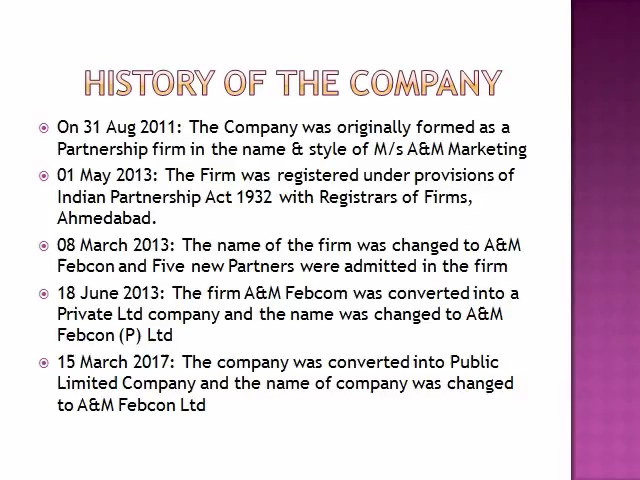 HISTORY OF THE COMPANY
On 31 Aug 2011: The Company was originally formed as a
Partnership firm in the name & style of M/s A&M Marketing
01 May 2013: The Firm was registered under provisions of
Indian Partnership Act 1932 with Registrars of Firms,
Ahmedabad.
08 March 2013: The name of the firm was changed to A&M
Febcon and Five new Partners were admitted in the firm
18 June 2013: The firm A&M Febcom was converted into a
Private Ltd company and the name was changed to A&M
Febcon (P) Ltd
15 March 2017: The company was converted into Public
Limited Company and the name of company was changed
to A&M Febcon Ltd